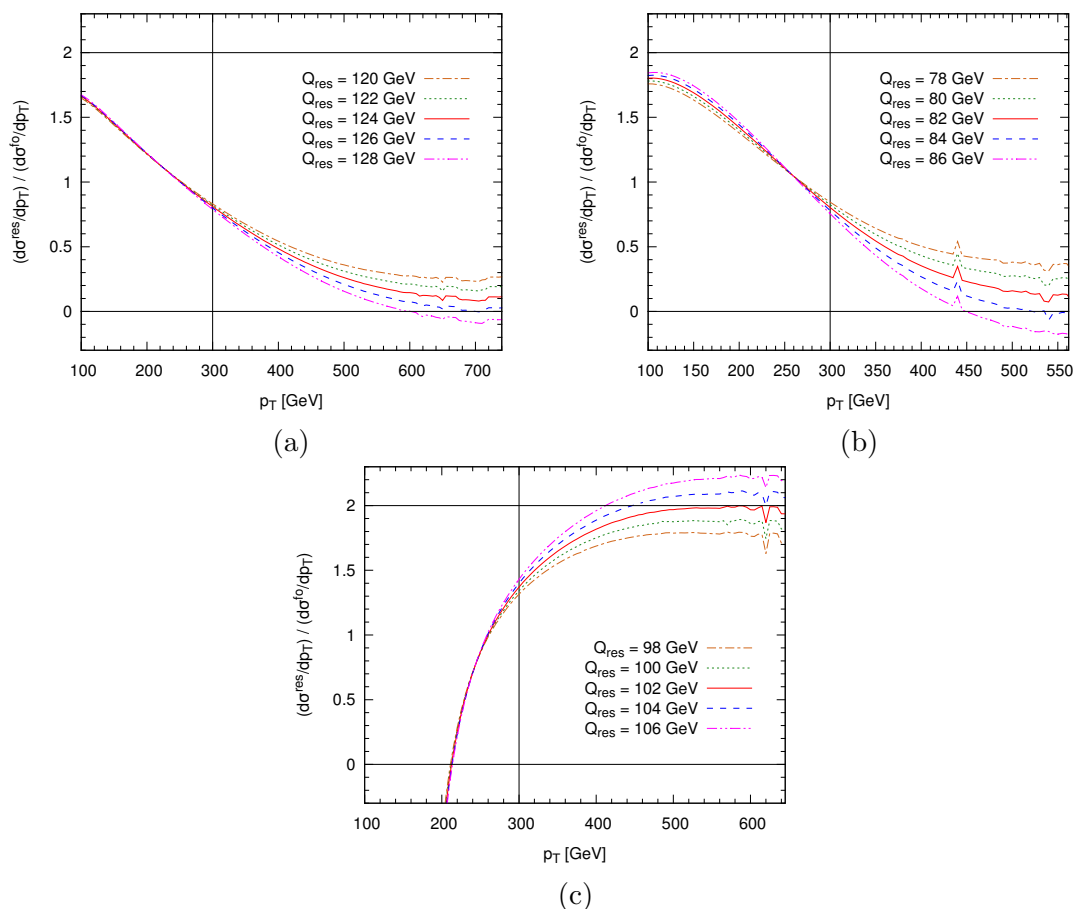 2
1.5
1
0.5
0
(dσ^res/dp_T) / (dσ^fo/dp_T)
Q_res = 120 GeV
Q_res = 122 GeV
Q_res = 124 GeV
Q_res = 126 GeV
Q_res = 128 GeV
100 200 300 400 500 600 700
p_T [GeV]
(a)
2
1.5
1
0.5
0
(dσ^res/dp_T) / (dσ^fo/dp_T)
Q_res = 78 GeV
Q_res = 80 GeV
Q_res = 82 GeV
Q_res = 84 GeV
Q_res = 86 GeV
100 150 200 250 300 350 400 450 500 550
p_T [GeV]
(b)
2
1.5
1
0.5
0
(dσ^res/dp_T) / (dσ^fo/dp_T)
Q_res = 98 GeV
Q_res = 100 GeV
Q_res = 102 GeV
Q_res = 104 GeV
Q_res = 106 GeV
100 200 300 400 500 600
p_T [GeV]
(c)